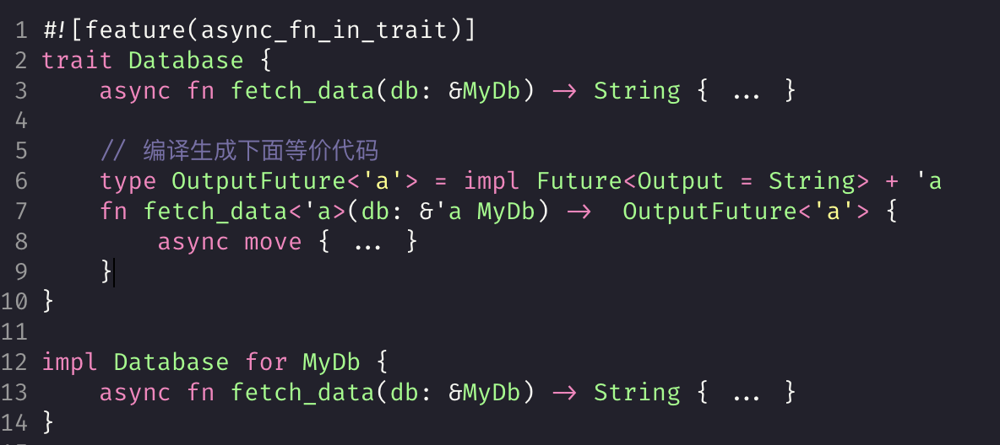 1 #![feature(async_fn_in_trait)]
2 trait Database {
3     async fn fetch_data(db: &MyDb) -> String { ... }
4
5     // 编译生成下面等价代码
6     type OutputFuture<'a'> = impl Future<Output = String> + 'a
7     fn fetch_data<'a>(db: &'a MyDb) ->  OutputFuture<'a'> {
8         async move { ... }
9     }
10 }
11
12 impl Database for MyDb {
13     async fn fetch_data(db: &MyDb) -> String { ... }
14 }